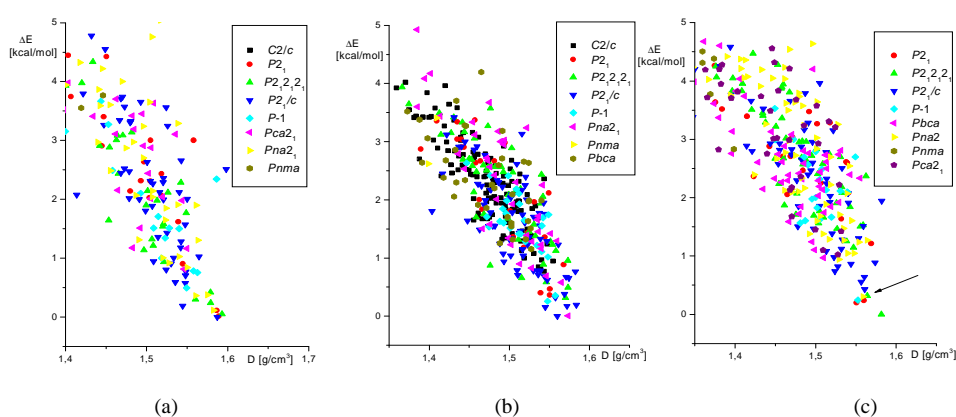 ΔE
[kcal/mol]
5
4
3
2
1
0
1,4
1,5
1,6
1,7
D [g/cm³]
C2/c
P2₁
P2₁2₁2₁
P2₁/c
P-1
Pca2₁
Pna2₁
Pnma
(a)
ΔE
[kcal/mol]
5
4
3
2
1
0
1,4
1,5
1,6
D [g/cm³]
C2/c
P2₁
P2₁2₁2₁
P2₁/c
P-1
Pna2₁
Pnma
Pbca
(b)
ΔE
[kcal/mol]
5
4
3
2
1
0
1,4
1,5
1,6
D [g/cm³]
P2₁
P2₁2₁2₁
P2₁/c
P-1
Pbca
Pna2
Pnma
Pca2₁
(c)